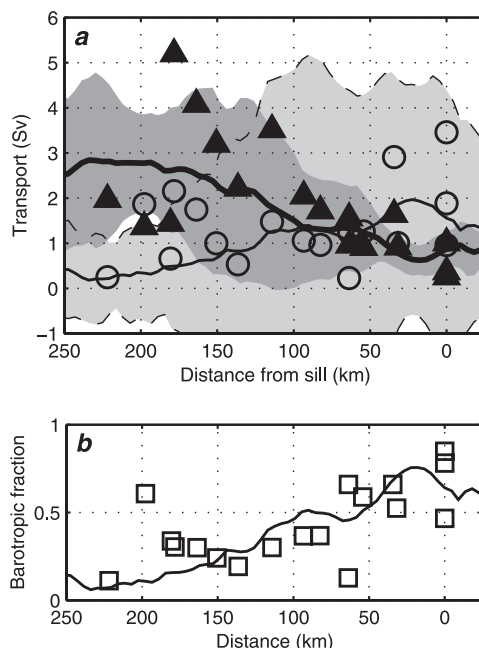 a
6
5
4
3
2
1
0
−1
Transport (Sv)
250 200 150 100 50 0
Distance from sill (km)
b
1
0.5
0
Barotropic fraction
250 200 150 100 50 0
Distance (km)